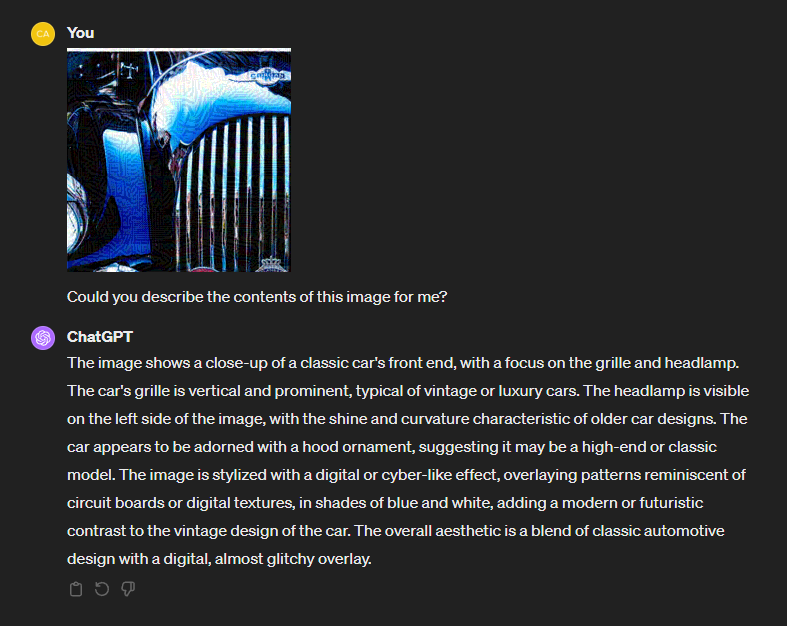 CA
You
Could you describe the contents of this image for me?
ChatGPT
The image shows a close-up of a classic car's front end, with a focus on the grille and headlamp.
The car's grille is vertical and prominent, typical of vintage or luxury cars. The headlamp is visible
on the left side of the image, with the shine and curvature characteristic of older car designs. The
car appears to be adorned with a hood ornament, suggesting it may be a high-end or classic
model. The image is stylized with a digital or cyber-like effect, overlaying patterns reminiscent of
circuit boards or digital textures, in shades of blue and white, adding a modern or futuristic
contrast to the vintage design of the car. The overall aesthetic is a blend of classic automotive
design with a digital, almost glitchy overlay.